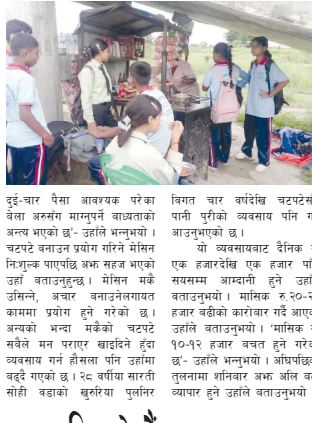 दुई-चार पैसा आवश्यक परेका
बेला अरुसँग माग्नुपर्ने बाध्यताको
अन्त्य भएको छ'- उहाँले भन्नुभयो ।
चटपटे बनाउन प्रयोग गरिने मेसिन
निःशुल्क पाएपछि अझ सहज भएको
उहाँ बताउनुहुन्छ । मेसिन मकै
उसिन्ने, अचार बनाउनेलगायत
काममा प्रयोग हुने गरेको छ ।
अन्यको भन्दा मकैको चटपटे
सबैले मन पराएर खाइदिने हुँदा
व्यवसाय गर्न हौसला पनि उहाँमा
बढ्दै गएको छ । २८ वर्षीया सारती
सोही वडाको खुरुरिया पुलनिर
विगत चार वर्षदेखि
पानी पुरीको व्यवसाय पनि
आउनुभएको छ ।
यो व्यवसायबाट दैनिक
एक हजारदेखि एक हजार
सयसम्म आम्दानी हुने
बताउनुभयो । मासिक रु.२०-
हजार बढीको कारोबार गर्दै
उहाँले बताउनुभयो । 'मासिक
१०-१२ हजार बचत हुने
छ'- उहाँले भन्नुभयो ।
तुलनामा शनिबार अझ अलि
व्यापार हुने उहाँले बताउनुभयो